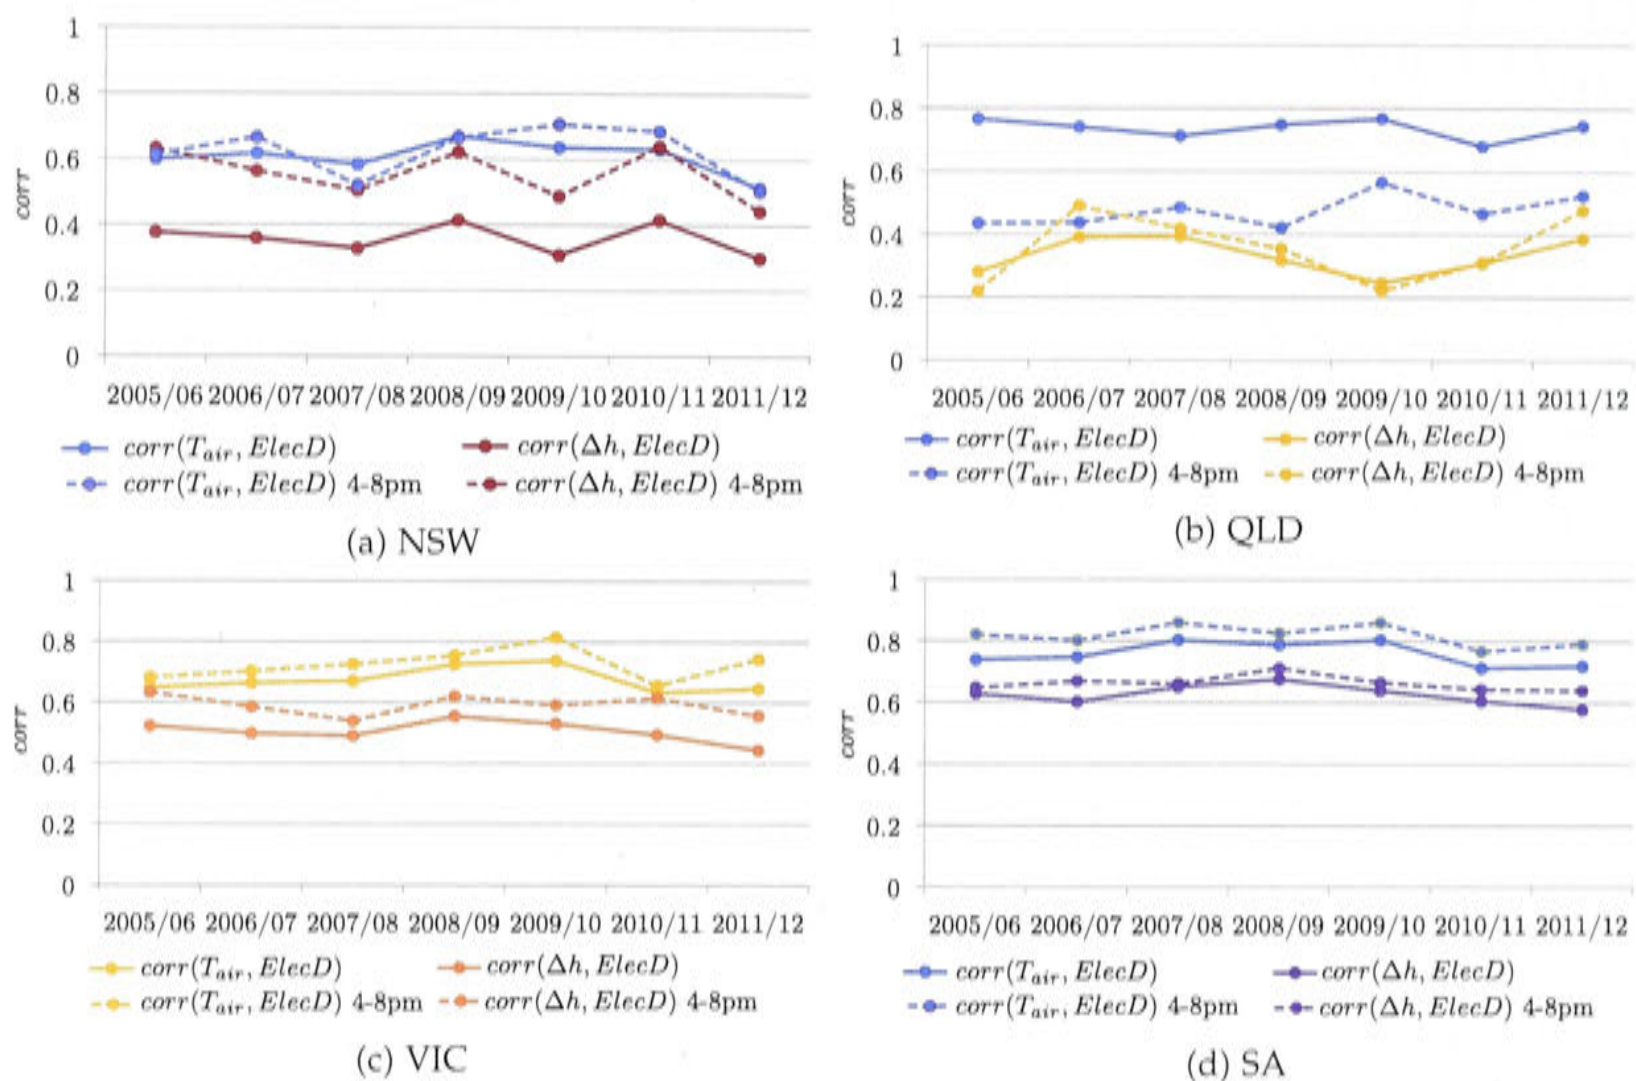 1
0.8
0.6
0.4
0.2
0
corr
2005/06 2006/07 2007/08 2008/09 2009/10 2010/11 2011/12
corr(T_air, ElecD)
corr(Δh, ElecD)
corr(T_air, ElecD) 4-8pm
corr(Δh, ElecD) 4-8pm
(a) NSW
1
0.8
0.6
0.4
0.2
0
corr
2005/06 2006/07 2007/08 2008/09 2009/10 2010/11 2011/12
corr(T_air, ElecD)
corr(Δh, ElecD)
corr(T_air, ElecD) 4-8pm
corr(Δh, ElecD) 4-8pm
(b) QLD
1
0.8
0.6
0.4
0.2
0
corr
2005/06 2006/07 2007/08 2008/09 2009/10 2010/11 2011/12
corr(T_air, ElecD)
corr(Δh, ElecD)
corr(T_air, ElecD) 4-8pm
corr(Δh, ElecD) 4-8pm
(c) VIC
1
0.8
0.6
0.4
0.2
0
corr
2005/06 2006/07 2007/08 2008/09 2009/10 2010/11 2011/12
corr(T_air, ElecD)
corr(Δh, ElecD)
corr(T_air, ElecD) 4-8pm
corr(Δh, ElecD) 4-8pm
(d) SA